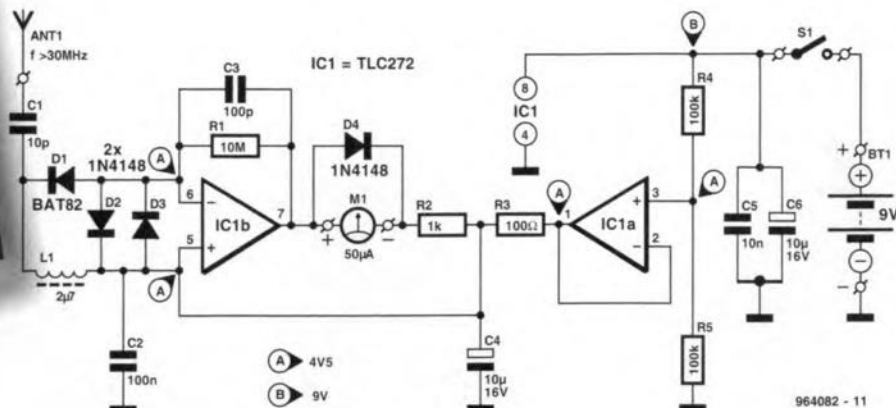 ANT1
f >30MHz
C1
10p
D1
BAT82
2x
1N4148
D2
D3
L1
2µ7
C2
100n
A
A
C3
100p
R1
10M
6
−
5
+
IC1b
7
IC1 = TLC272
D4
1N4148
M1
+
−
50µA
R2
1k
R3
100Ω
A
1
IC1a
+
3
−
2
C4
10µ
16V
A 4V5
B 9V
8
IC1
4
B
R4
100k
A
R5
100k
C5
10n
C6
10µ
16V
S1
+
BT1
+
9V
−
−
964082 - 11